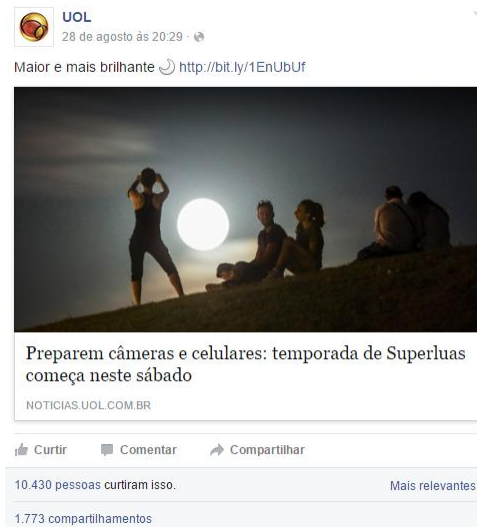 UOL
28 de agosto às 20:29 ·
Maior e mais brilhante http://bit.ly/1EnUbUf
Preparem câmeras e celulares: temporada de Superluas
começa neste sábado
NOTICIAS.UOL.COM.BR
Curtir Comentar Compartilhar
10.430 pessoas curtiram isso. Mais relevantes
1.773 compartilhamentos